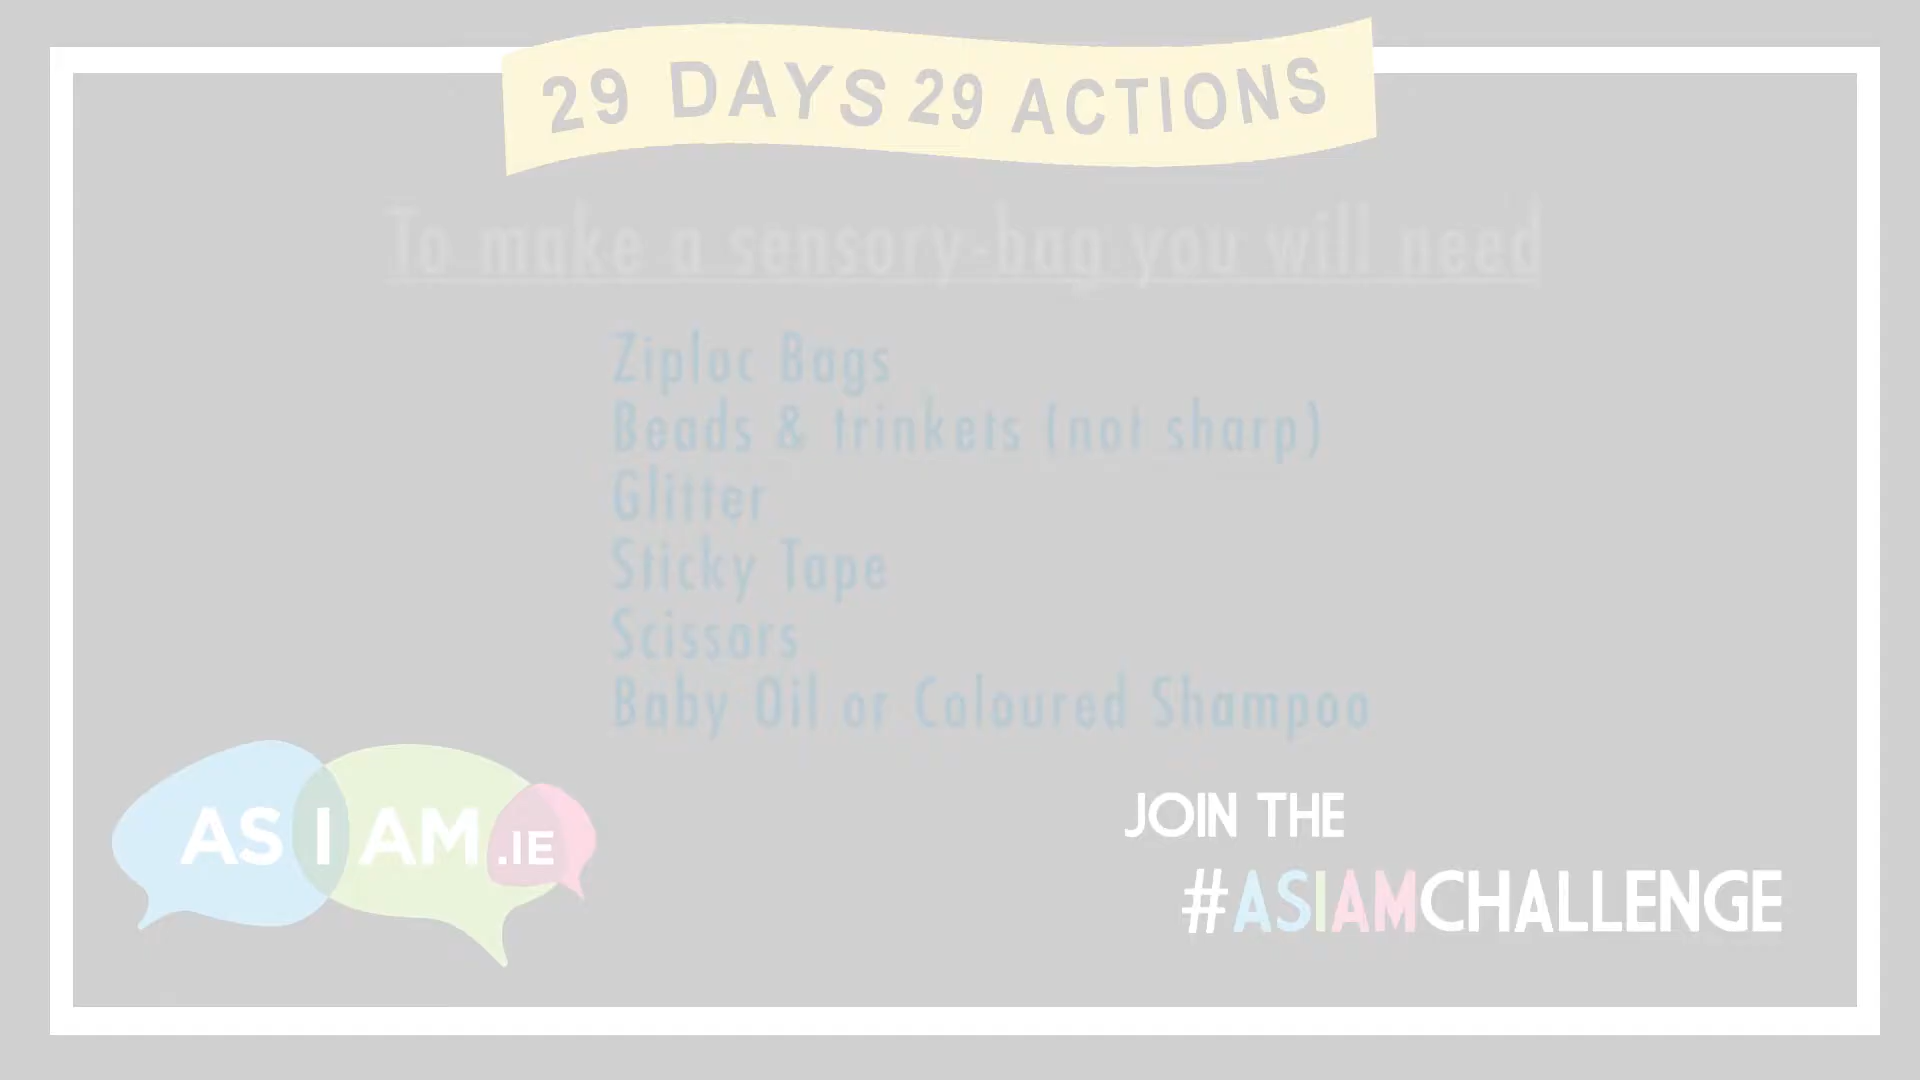 29 DAYS 29 ACTIONS
To make a sensory-bag you will need
Ziploc Bags
Beads & trinkets (not sharp)
Glitter
Sticky Tape
Scissors
Baby Oil or Coloured Shampoo
AS I AM .IE
JOIN THE
#ASIAMCHALLENGE